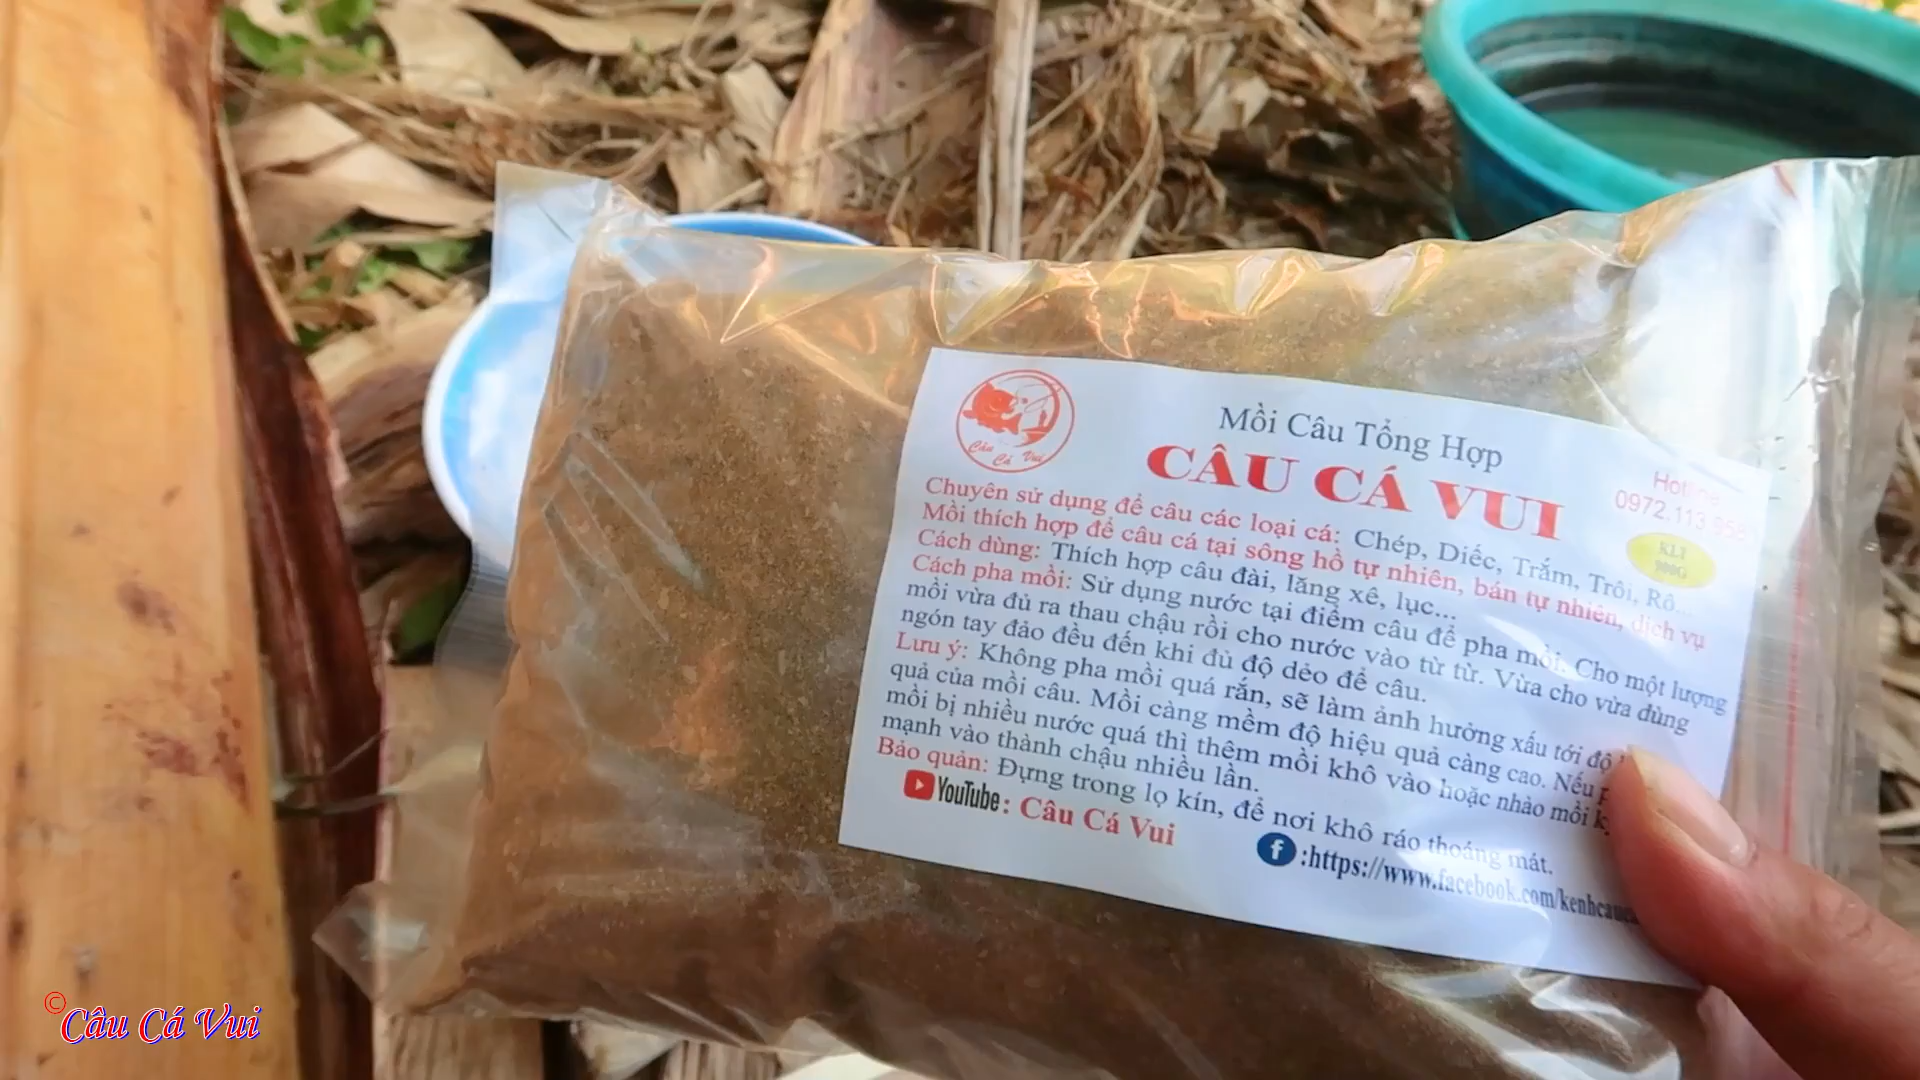 Câu Cá Vui
Mồi Câu Tổng Hợp
CÂU CÁ VUI
Hotline
0972.113
KLT
900G
Chuyên sử dụng để câu các loại cá: Chép, Diếc, Trắm, Trôi, Rô...
Mồi thích hợp để câu cá tại sông hồ tự nhiên, bán tự nhiên, dịch vụ
Cách dùng: Thích hợp câu đài, lăng xê, lục...
Cách pha mồi: Sử dụng nước tại điểm câu để pha mồi. Cho một lượng
mồi vừa đủ ra thau chậu rồi cho nước vào từ từ. Vừa cho vừa dùng
ngón tay đảo đều đến khi đủ độ dẻo để câu.
Lưu ý: Không pha mồi quá rắn, sẽ làm ảnh hưởng xấu tới độ
quả của mồi câu. Mồi càng mềm độ hiệu quả càng cao. Nếu
mồi bị nhiều nước quá thì thêm mồi khô vào hoặc nhào mồi
mạnh vào thành chậu nhiều lần.
Bảo quản: Đựng trong lọ kín, để nơi khô ráo thoáng mát.
YouTube: Câu Cá Vui
f :https://www.facebook.com/kenhcauca
© Câu Cá Vui